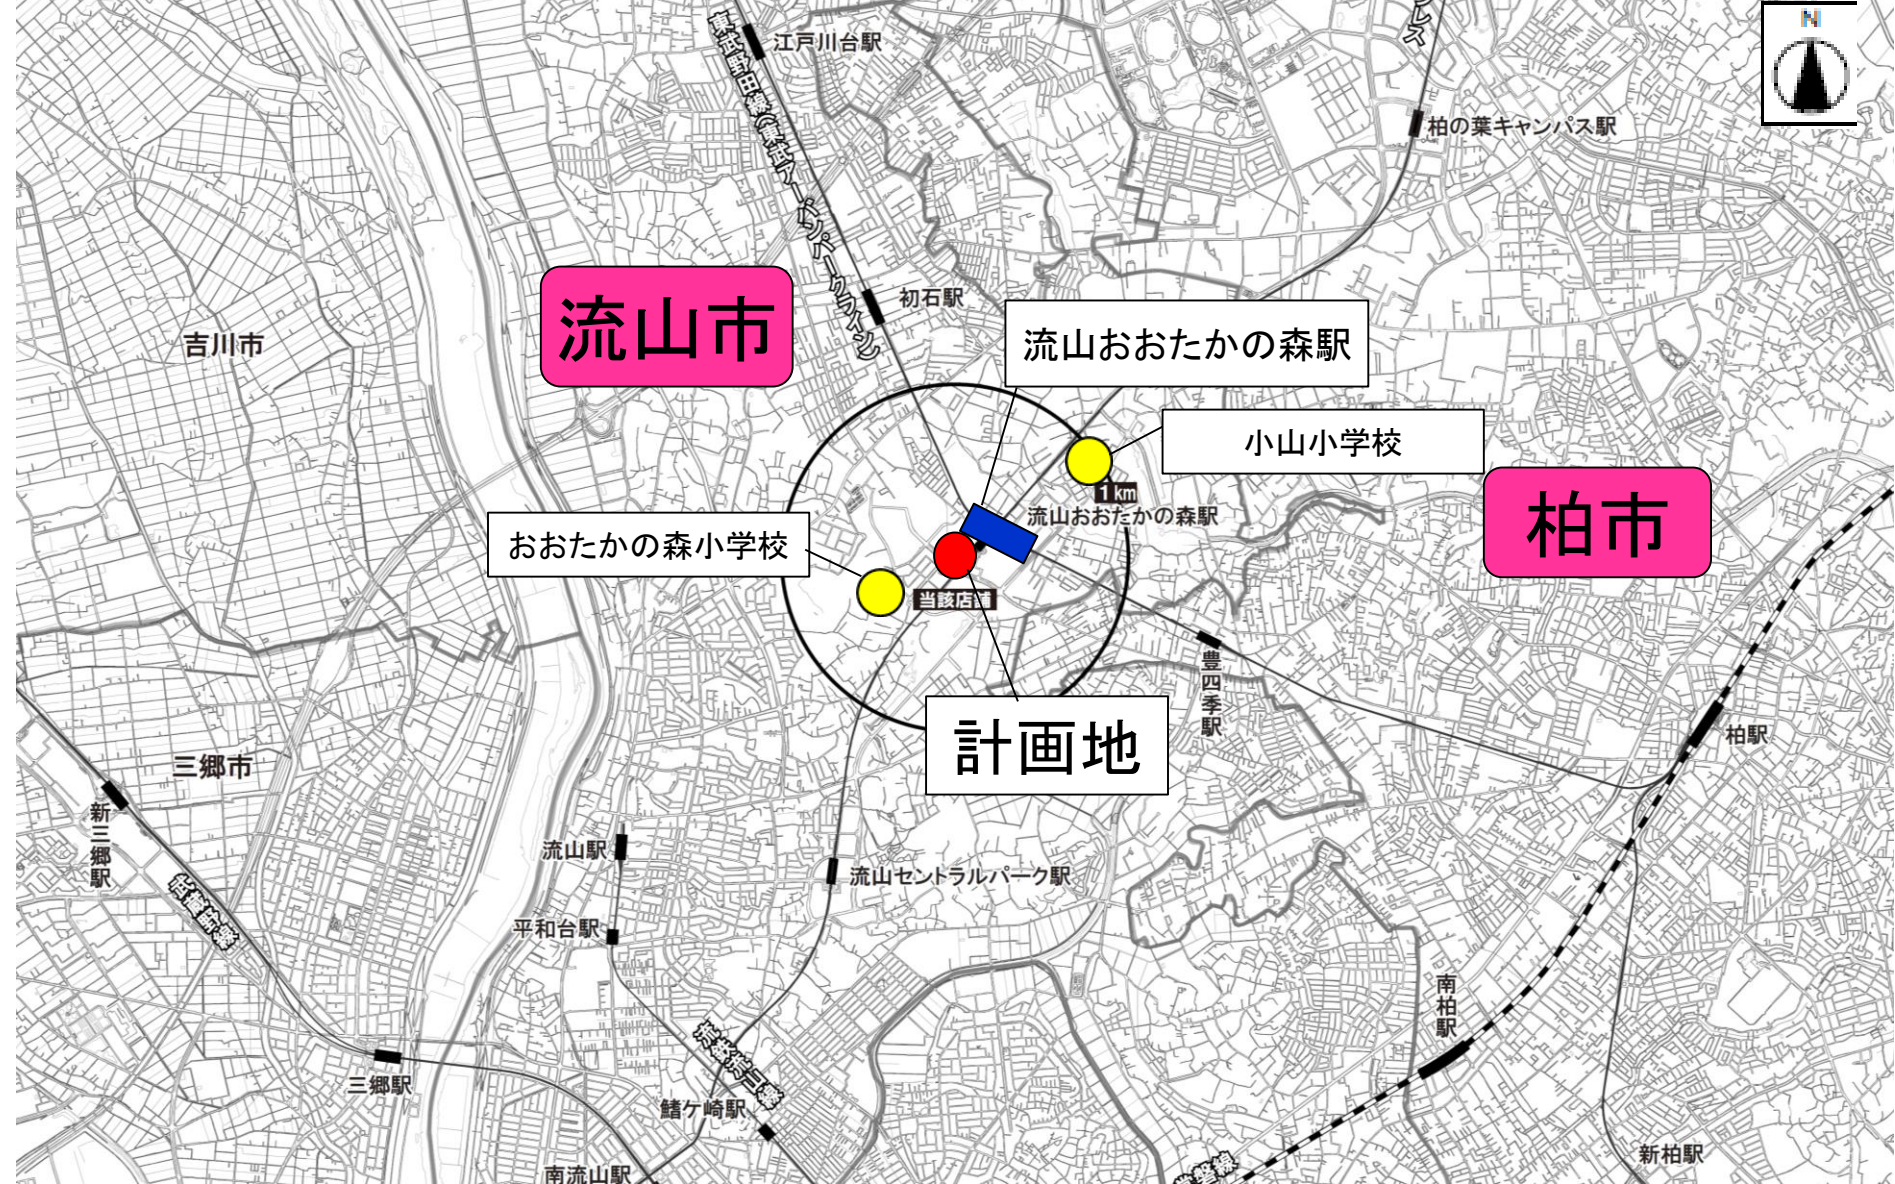 N
江戸川台駅
東武野田線(東武アーバンパークライン)
レス
柏の葉キャンパス駅
流山市
初石駅
流山おおたかの森駅
吉川市
小山小学校
1km
柏市
流山おおたかの森駅
おおたかの森小学校
当該店舗
豊四季駅
計画地
柏駅
三郷市
新三郷駅
流山駅
流山セントラルパーク駅
武蔵野線
平和台駅
南柏駅
流鉄流山線
三郷駅
鰭ケ崎駅
新柏駅
南流山駅
常磐線